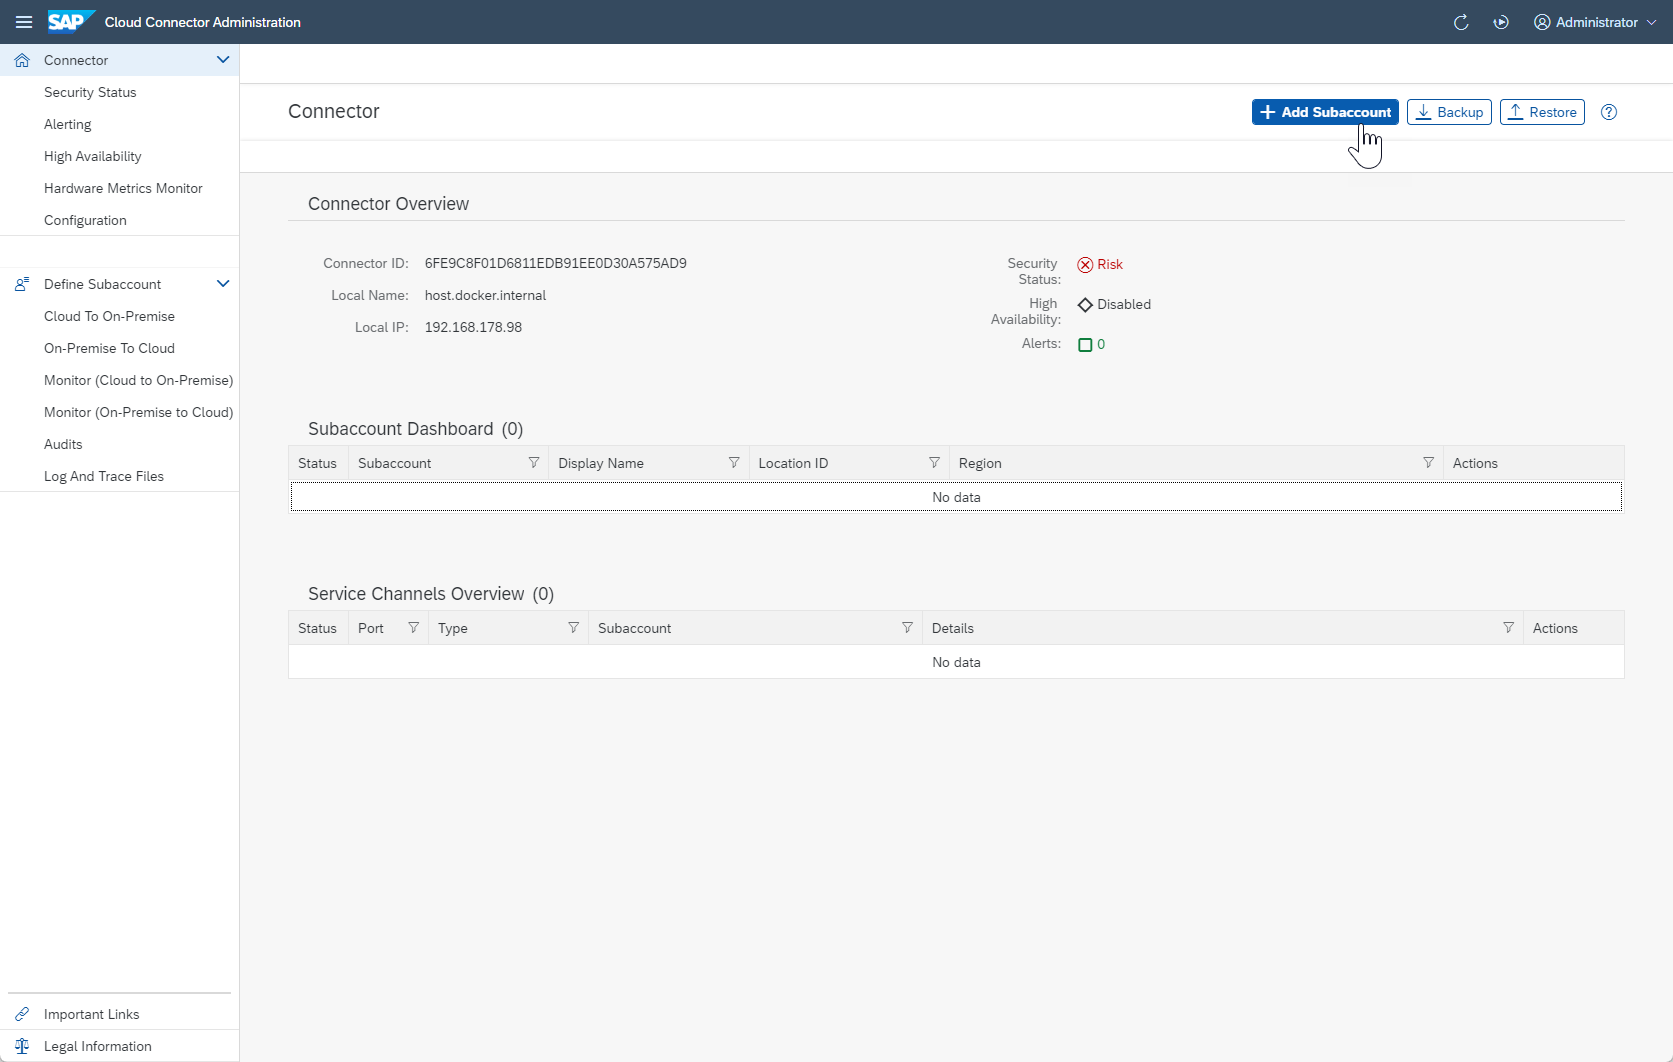 SAP Cloud Connector Administration
Administrator
Connector
Security Status
Alerting
High Availability
Hardware Metrics Monitor
Configuration
Define Subaccount
Cloud To On-Premise
On-Premise To Cloud
Monitor (Cloud to On-Premise)
Monitor (On-Premise to Cloud)
Audits
Log And Trace Files
Important Links
Legal Information
Connector
Add Subaccount
Backup
Restore
Connector Overview
Connector ID: 6FE9C8F01D6811EDB91EE0D30A575AD9
Local Name: host.docker.internal
Local IP: 192.168.178.98
Security
Status: Risk
High
Availability: Disabled
Alerts: 0
Subaccount Dashboard (0)
Status Subaccount Display Name Location ID Region Actions
No data
Service Channels Overview (0)
Status Port Type Subaccount Details Actions
No data